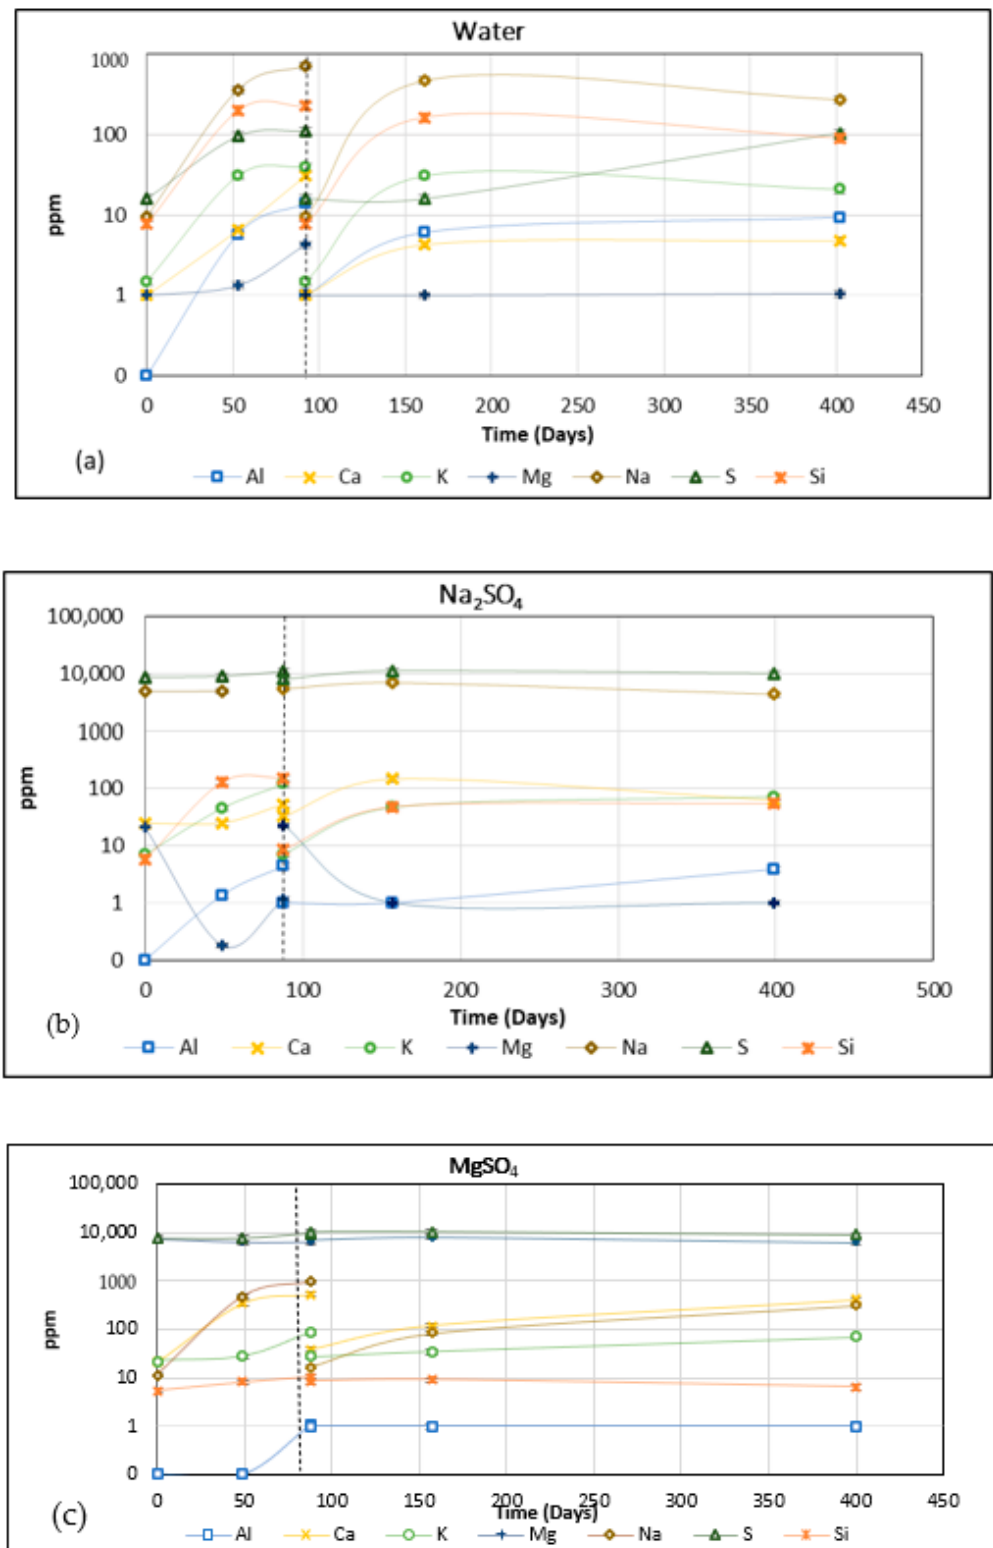 Water
1000
100
10
1
0
ppm
0 50 100 150 200 250 300 350 400 450
Time (Days)
(a)
Al Ca K Mg Na S Si
Na₂SO₄
100,000
10,000
1000
100
10
1
0
ppm
0 100 200 300 400 500
Time (Days)
(b)
Al Ca K Mg Na S Si
MgSO₄
100,000
10,000
1000
100
10
1
0
ppm
0 50 100 150 200 250 300 350 400 450
Time (Days)
(c)
Al Ca K Mg Na S Si